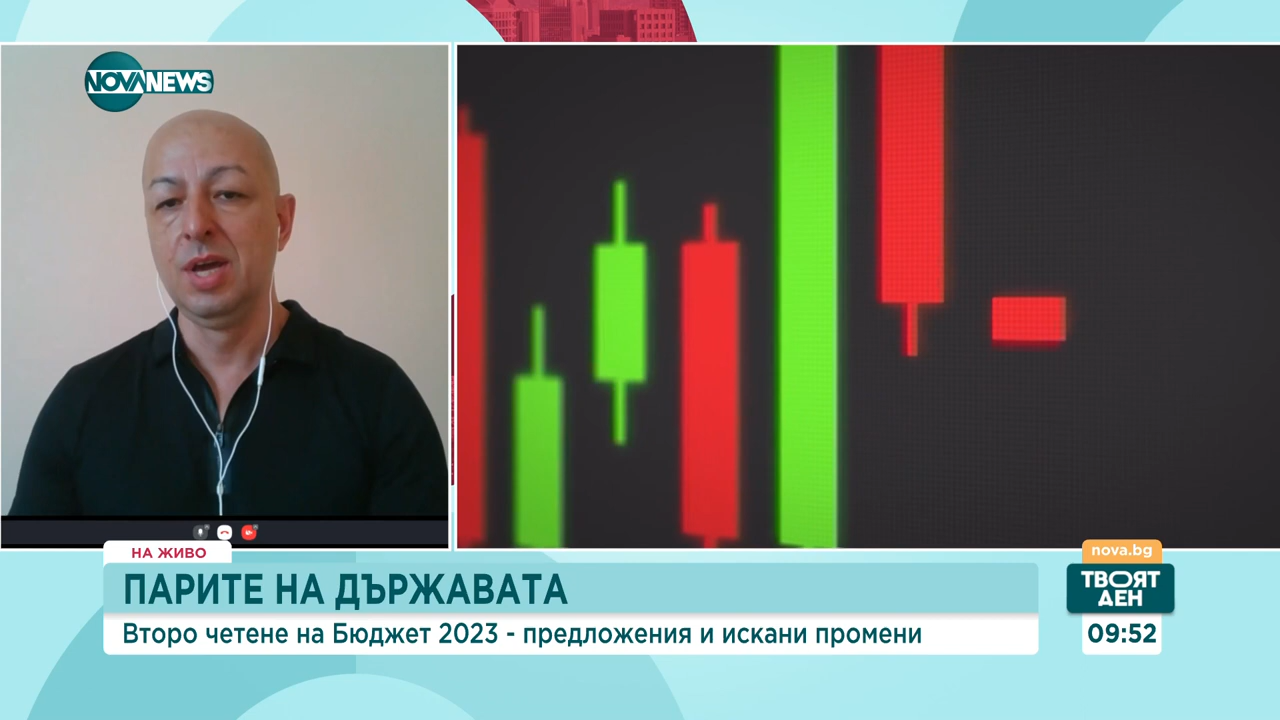 NOVA NEWS
НА ЖИВО
ПАРИТЕ НА ДЪРЖАВАТА
Второ четене на Бюджет 2023 - предложения и искани промени
nova.bg
ТВОЯТ
ДЕН
09:52